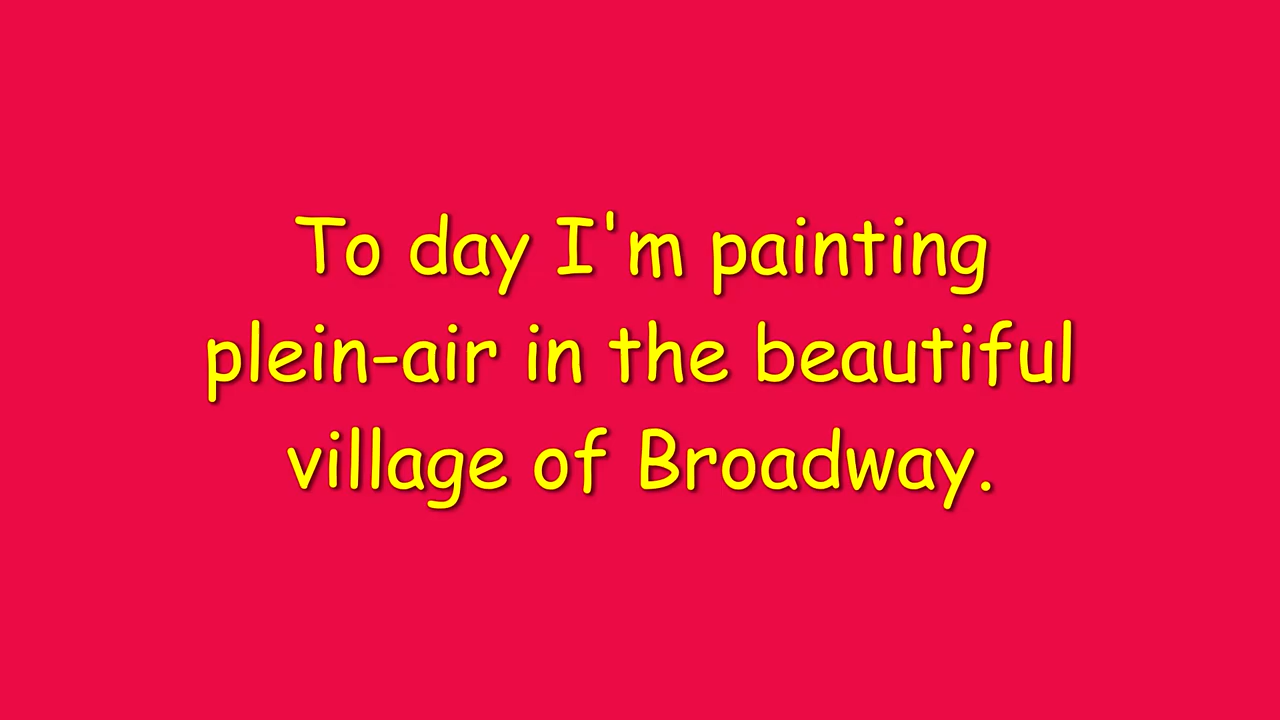 To day I'm painting
plein-air in the beautiful
village of Broadway.